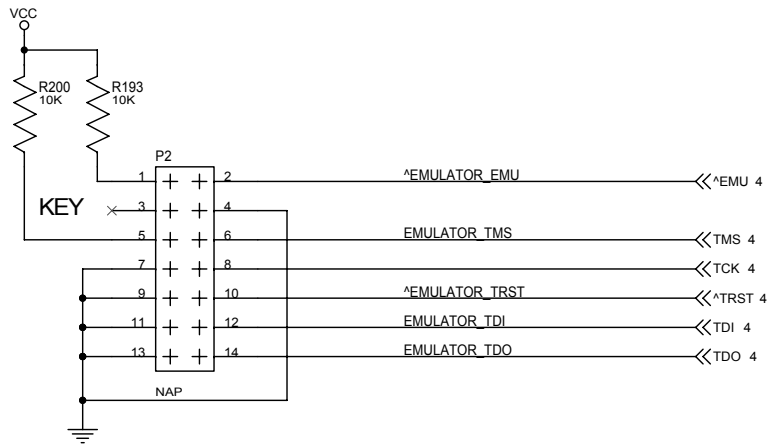 VCC
R200
10K
R193
10K
P2
1
2
^EMULATOR_EMU
^EMU 4
KEY
3
4
5
6
EMULATOR_TMS
TMS 4
7
8
TCK 4
9
10
^EMULATOR_TRST
^TRST 4
11
12
EMULATOR_TDI
TDI 4
13
14
EMULATOR_TDO
TDO 4
NAP